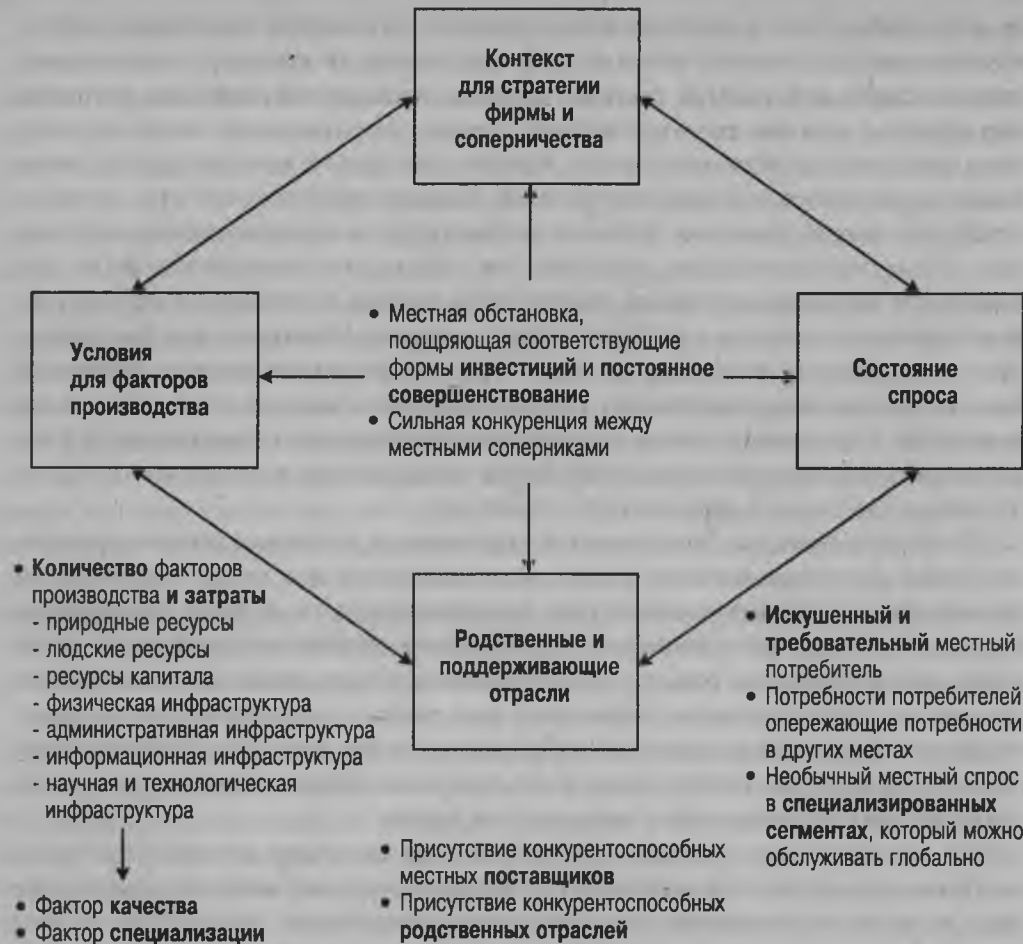 Контекст
для стратегии
фирмы и
соперничества
Условия
для факторов
производства
• Местная обстановка,
поощряющая соответствующие
формы инвестиций и постоянное
совершенствование
• Сильная конкуренция между
местными соперниками
Состояние
спроса
• Количество факторов
производства и затраты
- природные ресурсы
- людские ресурсы
- ресурсы капитала
- физическая инфраструктура
- административная инфраструктура
- информационная инфраструктура
- научная и технологическая
инфраструктура
• Фактор качества
• Фактор специализации
Родственные и
поддерживающие
отрасли
• Присутствие конкурентоспособных
местных поставщиков
• Присутствие конкурентоспособных
родственных отраслей
• Искушенный и
требовательный местный
потребитель
• Потребности потребителей
опережающие потребности
в других местах
• Необычный местный спрос
в специализированных
сегментах, который можно
обслуживать глобально